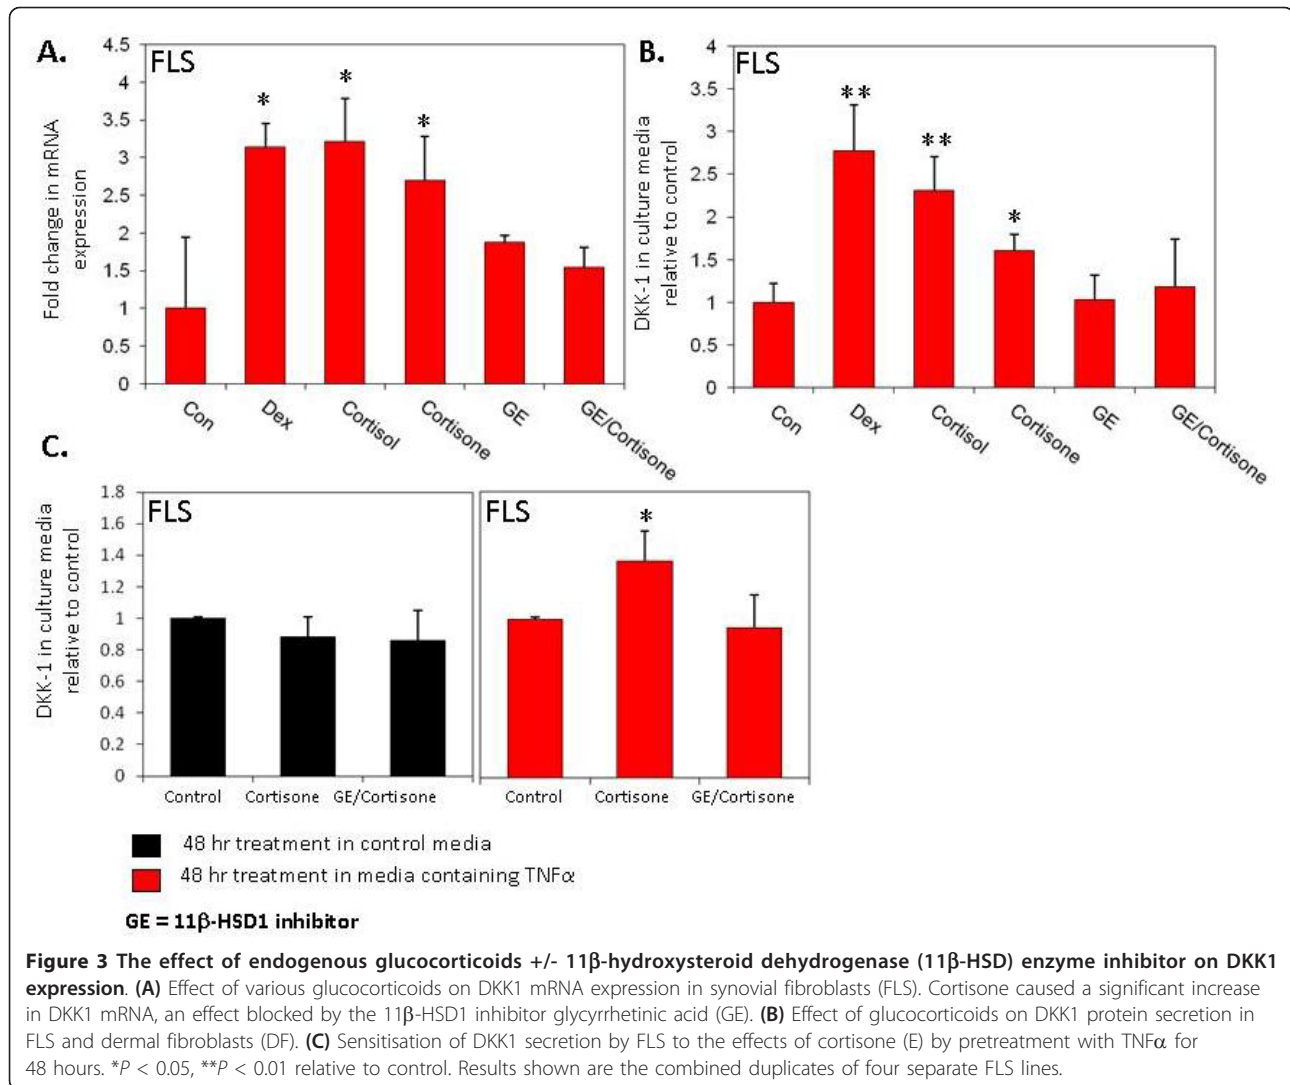 A.
FLS
Fold change in mRNA
expression
4.5
4
3.5
3
2.5
2
1.5
1
0.5
0
*
*
*
Con
Dex
Cortisol
Cortisone
GE
GE/Cortisone
B.
FLS
DKK-1 in culture media
relative to control
4
3.5
3
2.5
2
1.5
1
0.5
0
**
**
*
Con
Dex
Cortisol
Cortisone
GE
GE/Cortisone
C.
DKK-1 in culture media
relative to control
1.8
1.6
1.4
1.2
1
0.8
0.6
0.4
0.2
0
FLS
Control Cortisone GE/Cortisone
FLS
*
Control Cortisone GE/Cortisone
48 hr treatment in control media
48 hr treatment in media containing TNFα
GE = 11β-HSD1 inhibitor
Figure 3 The effect of endogenous glucocorticoids +/- 11β-hydroxysteroid dehydrogenase (11β-HSD) enzyme inhibitor on DKK1
expression. (A) Effect of various glucocorticoids on DKK1 mRNA expression in synovial fibroblasts (FLS). Cortisone caused a significant increase
in DKK1 mRNA, an effect blocked by the 11β-HSD1 inhibitor glycyrrhetinic acid (GE). (B) Effect of glucocorticoids on DKK1 protein secretion in
FLS and dermal fibroblasts (DF). (C) Sensitisation of DKK1 secretion by FLS to the effects of cortisone (E) by pretreatment with TNFα for
48 hours. *P < 0.05, **P < 0.01 relative to control. Results shown are the combined duplicates of four separate FLS lines.